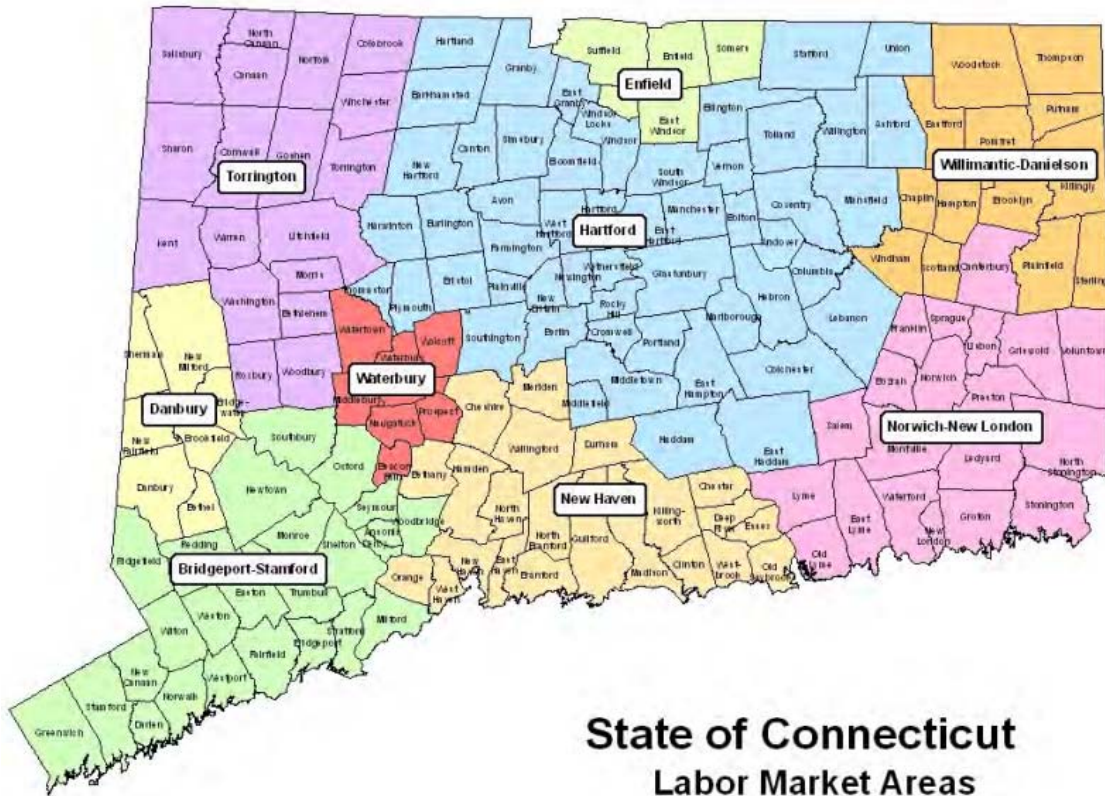 Salisbury
North
Canaan
Norfolk
Colebrook
Hartland
Granby
Suffield
Enfield
Somers
Stafford
Union
Woodstock
Thompson
Canaan
Winchester
Barkhamsted
East
Granby
Enfield
Windsor
Locks
East
Windsor
Ellington
Willington
Ashford
Eastford
Pomfret
Putnam
Sharon
Cornwall
Goshen
Torrington
Torrington
New
Hartford
Canton
Simsbury
Bloomfield
Windsor
South
Windsor
Vernon
Tolland
Willimantic-Danielson
Killingly
Chaplin
Hampton
Brooklyn
Mansfield
Coventry
Kent
Warren
Litchfield
Harwinton
Burlington
Avon
West
Hartford
Hartford
Hartford
East
Hartford
Manchester
Bolton
Andover
Columbia
Windham
Scotland
Canterbury
Plainfield
Sterling
Morris
Washington
Bethlehem
Thomaston
Plymouth
Bristol
Farmington
Plainville
Newington
Wethersfield
New
Britain
Rocky
Hill
Glastonbury
Marlborough
Hebron
Lebanon
Franklin
Sprague
Lisbon
Griswold
Voluntown
Sherman
New
Milford
Roxbury
Woodbury
Watertown
Waterbury
Wolcott
Waterbury
Middlebury
Southington
Berlin
Cromwell
Portland
Colchester
Bozrah
Norwich
Preston
Danbury
Bridge-
water
Brookfield
New
Fairfield
Southbury
Naugatuck
Prospect
Cheshire
Meriden
Middletown
Middlefield
East
Hampton
Salem
Norwich-New London
Montville
Ledyard
North
Stonington
Danbury
Bethel
Newtown
Oxford
Beacon
Falls
Bethany
Hamden
Wallingford
Durham
Haddam
East
Haddam
Seymour
Woodbridge
New Haven
Killing-
worth
Chester
Deep
River
Essex
Lyme
East
Lyme
Waterford
New
London
Groton
Stonington
Ridgefield
Redding
Monroe
Shelton
Ansonia
Derby
North
Haven
North
Branford
Guilford
Madison
Clinton
West-
brook
Old
Saybrook
Old
Lyme
Bridgeport-Stamford
Orange
West
Haven
New
Haven
East
Haven
Branford
Easton
Trumbull
Wilton
Weston
Fairfield
Bridgeport
Stratford
Milford
Greenwich
Stamford
New
Canaan
Darien
Norwalk
Westport
State of Connecticut
Labor Market Areas